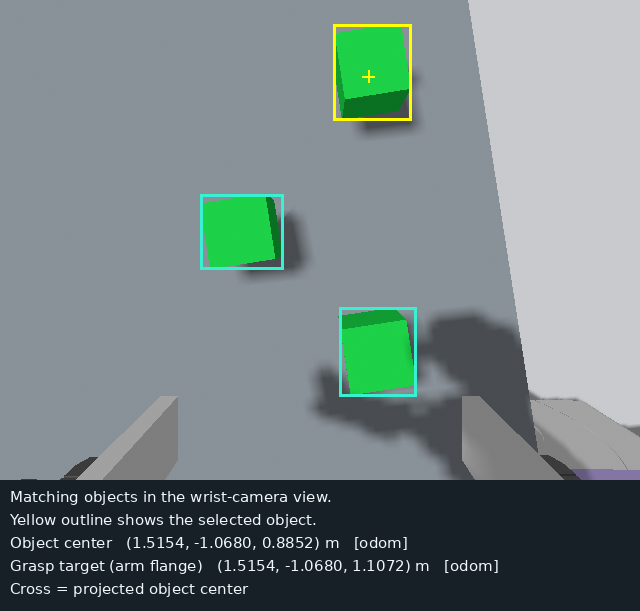 Matching objects in the wrist-camera view.
Yellow outline shows the selected object.
Object center (1.5154, -1.0680, 0.8852) m [odom]
Grasp target (arm flange) (1.5154, -1.0680, 1.1072) m [odom]
Cross = projected object center